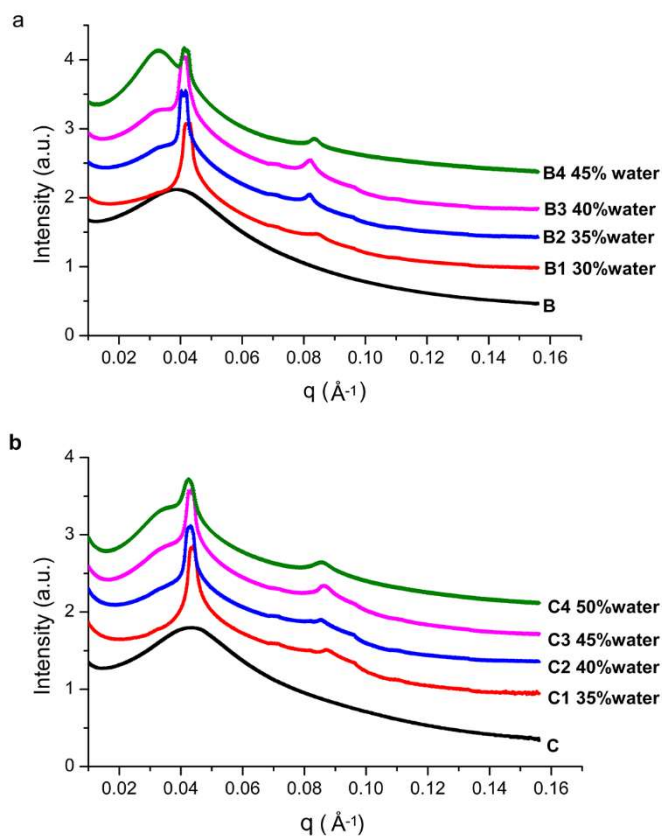 a
4
3
2
1
0
Intensity (a.u.)
B4 45% water
B3 40%water
B2 35%water
B1 30%water
B
0.02 0.04 0.06 0.08 0.10 0.12 0.14 0.16
q (Å-1)
b
4
3
2
1
0
Intensity (a.u.)
C4 50%water
C3 45%water
C2 40%water
C1 35%water
C
0.02 0.04 0.06 0.08 0.10 0.12 0.14 0.16
q (Å-1)